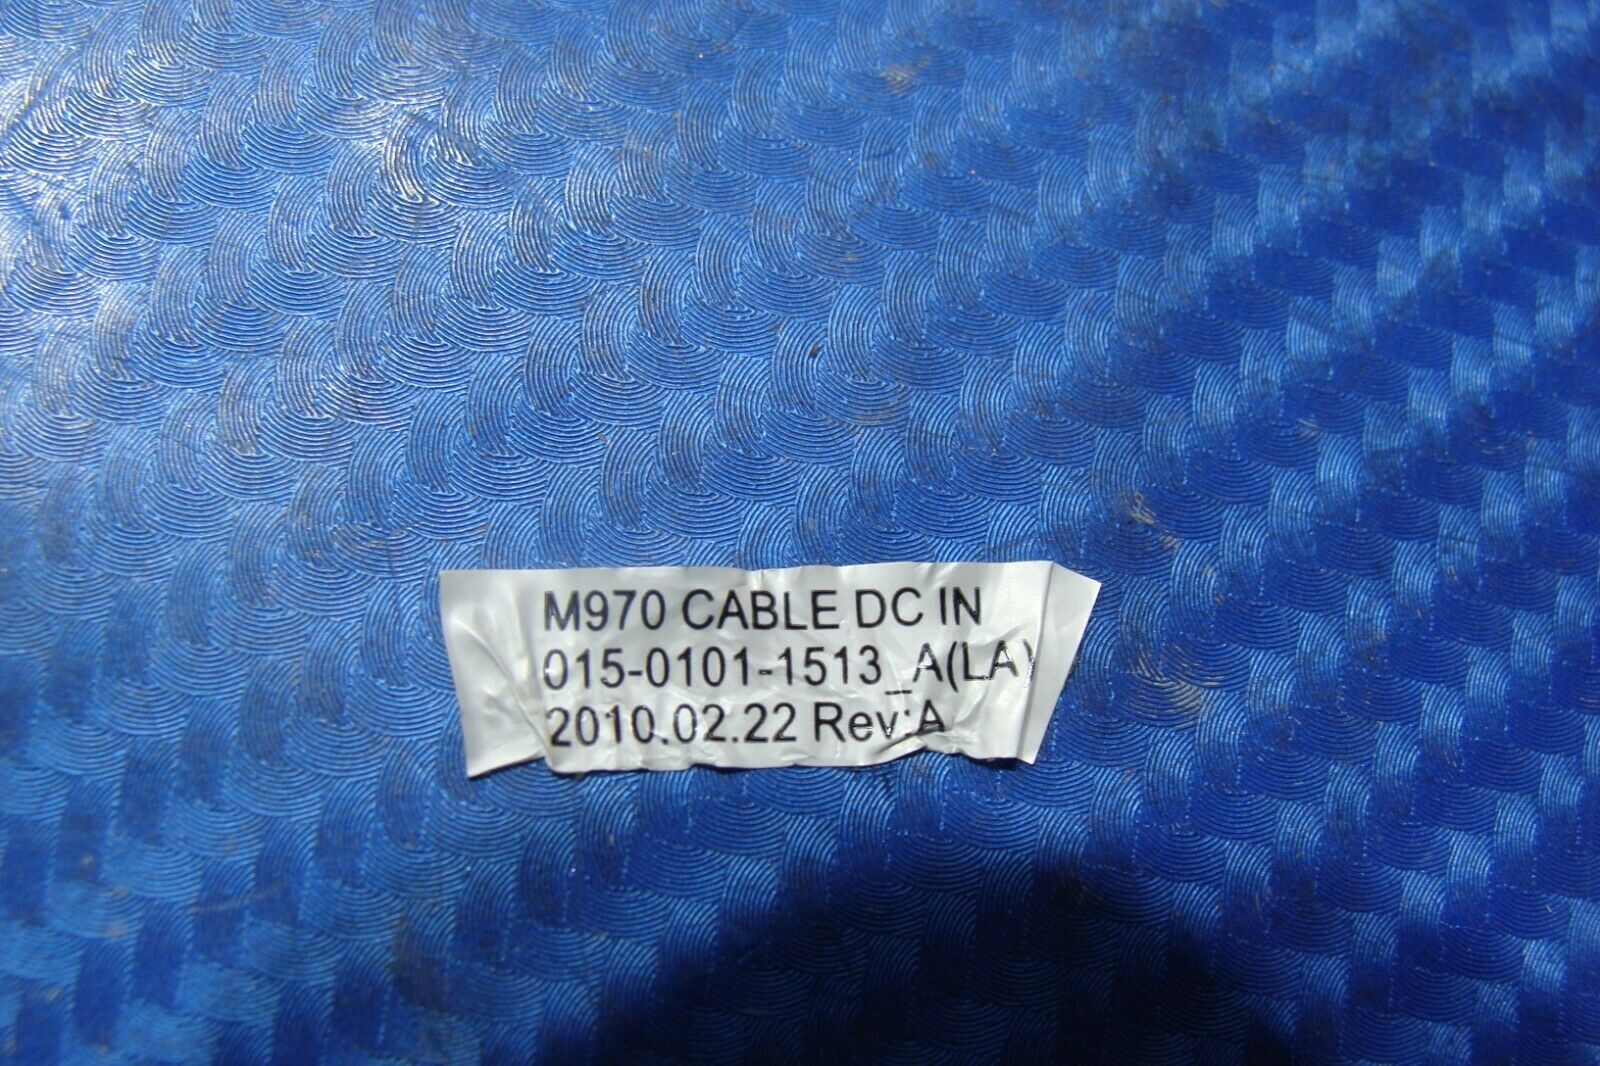 M970 CABLE DC IN
015-0101-1513_A(LA)
2010.02.22 Rev:A